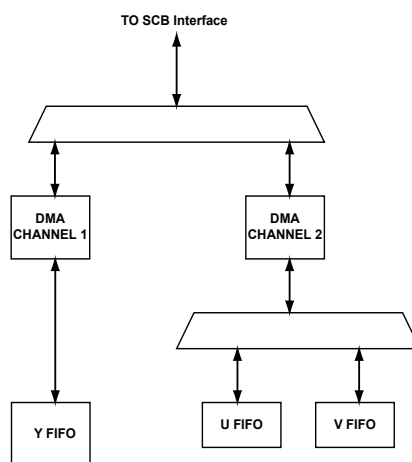 TO SCB Interface
DMA
CHANNEL 1
DMA
CHANNEL 2
Y FIFO
U FIFO
V FIFO